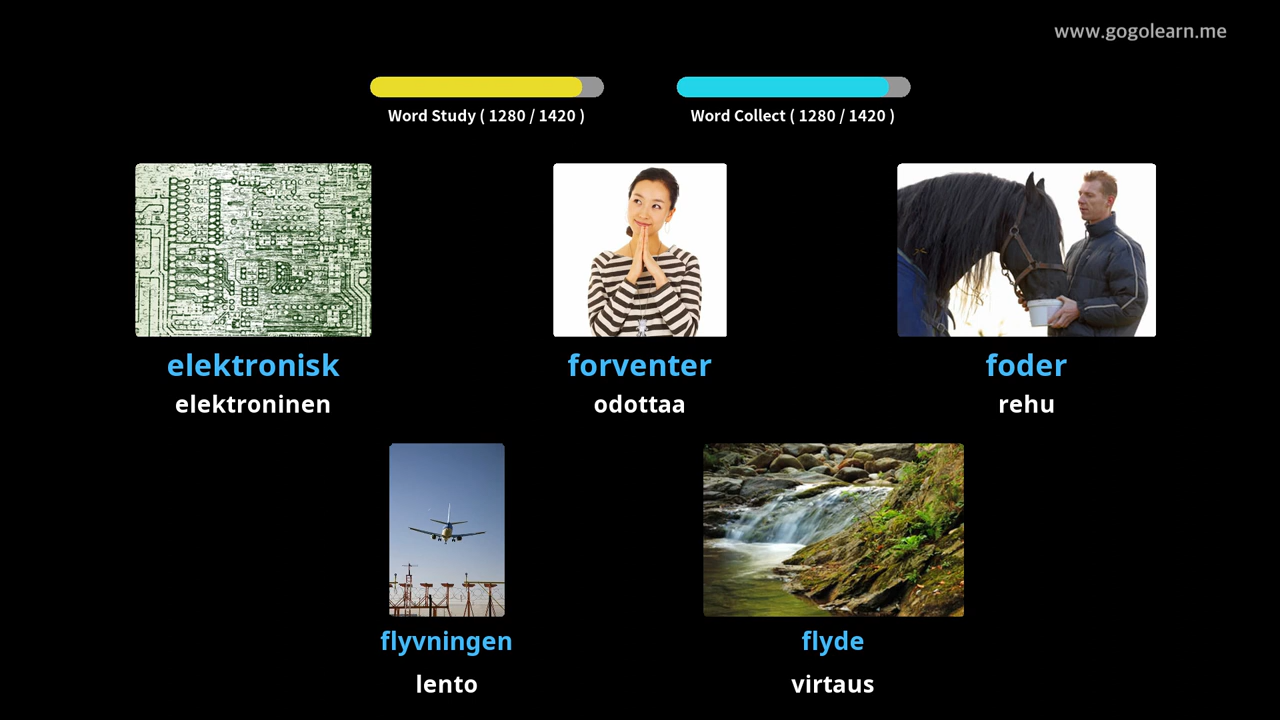 www.gogolearn.me
Word Study ( 1280 / 1420 )
Word Collect ( 1280 / 1420 )
elektronisk
elektroninen
forventer
odottaa
foder
rehu
flyvningen
lento
flyde
virtaus